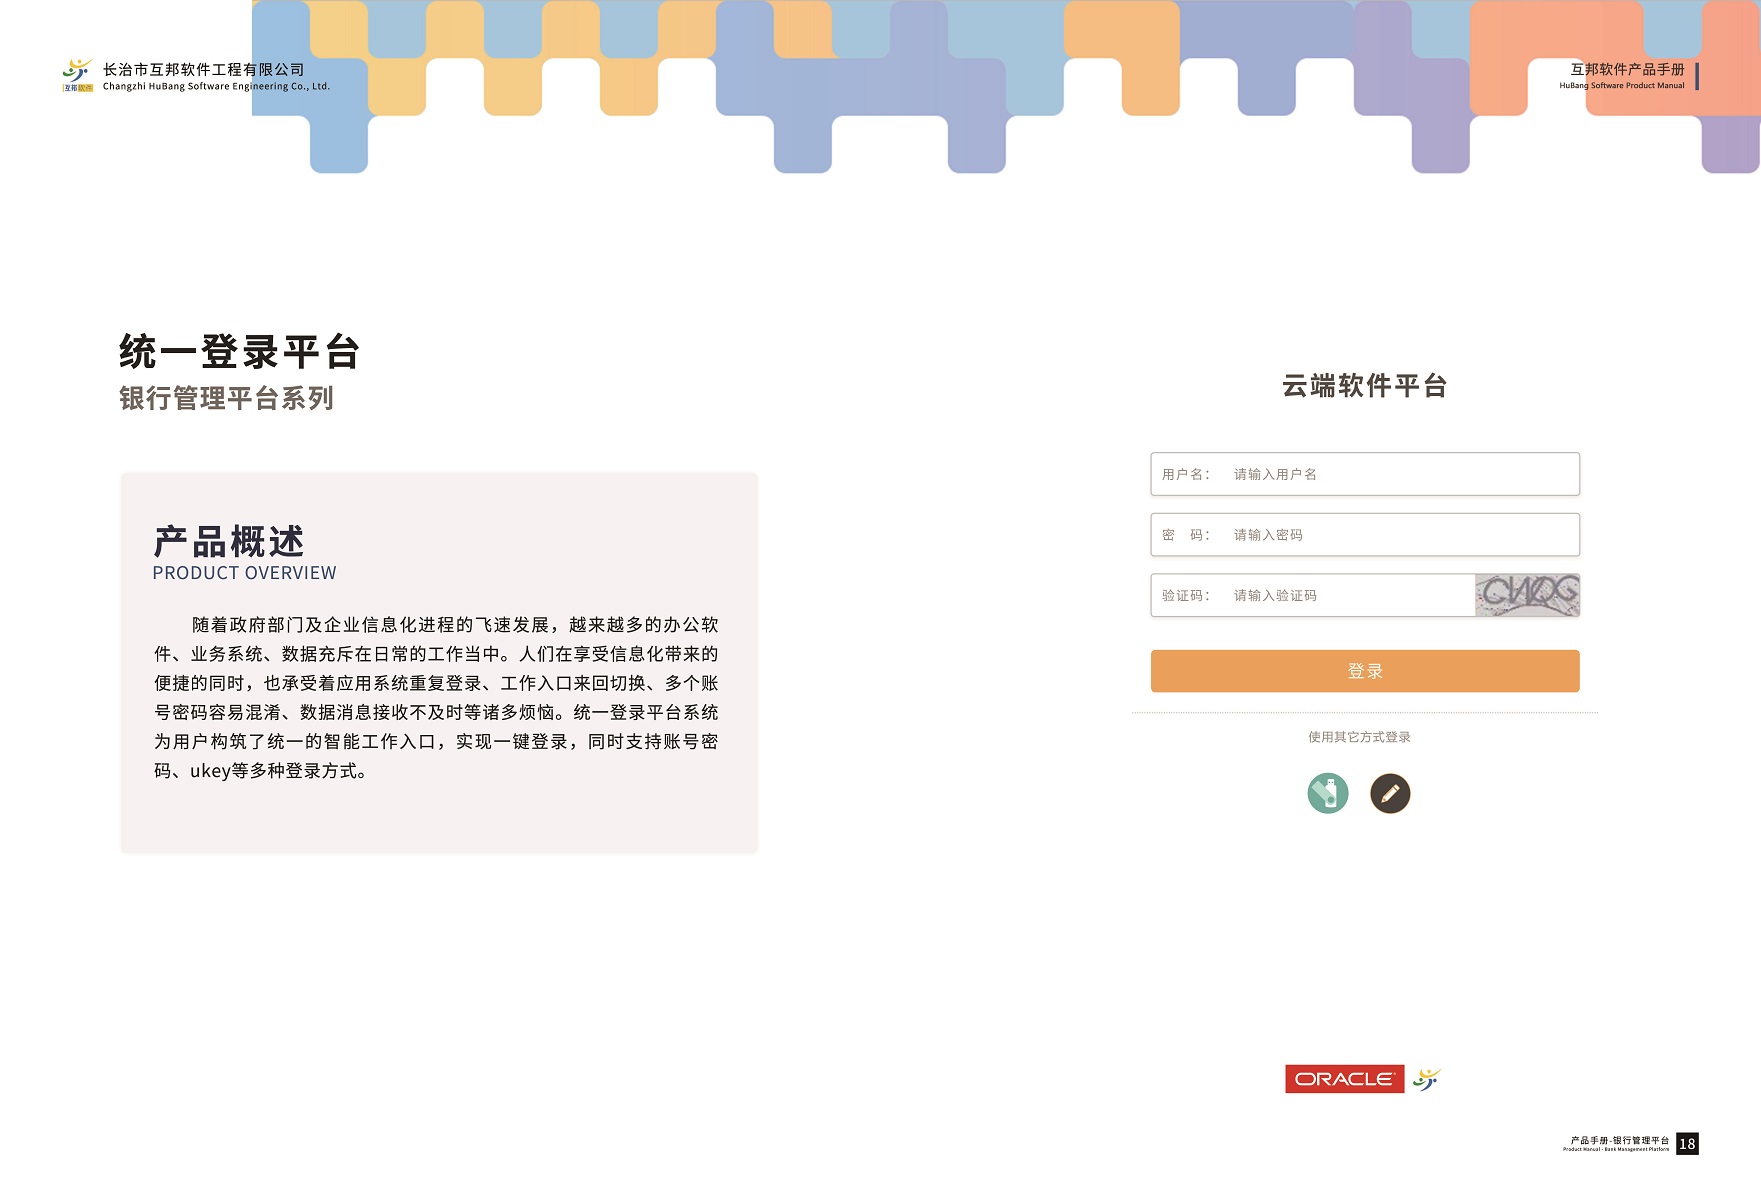 长治市互邦软件工程有限公司
Changzhi HuBang Software Engineering Co., Ltd.
互邦软件
互邦软件产品手册
HuBang Software Product Manual
统一登录平台
银行管理平台系列
产品概述
PRODUCT OVERVIEW
随着政府部门及企业信息化进程的飞速发展，越来越多的办公软
件、业务系统、数据充斥在日常的工作当中。人们在享受信息化带来的
便捷的同时，也承受着应用系统重复登录、工作入口来回切换、多个账
号密码容易混淆、数据消息接收不及时等诸多烦恼。统一登录平台系统
为用户构筑了统一的智能工作入口，实现一键登录，同时支持账号密
码、ukey等多种登录方式。
云端软件平台
用户名： 请输入用户名
密 码： 请输入密码
验证码： 请输入验证码
登录
使用其它方式登录
ORACLE
产品手册-银行管理平台
Product Manual - Bank Management Platform
18